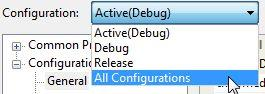 Configuration: Active(Debug)
Active(Debug)
Debug
Release
All Configurations
Common P
Configuratio
General